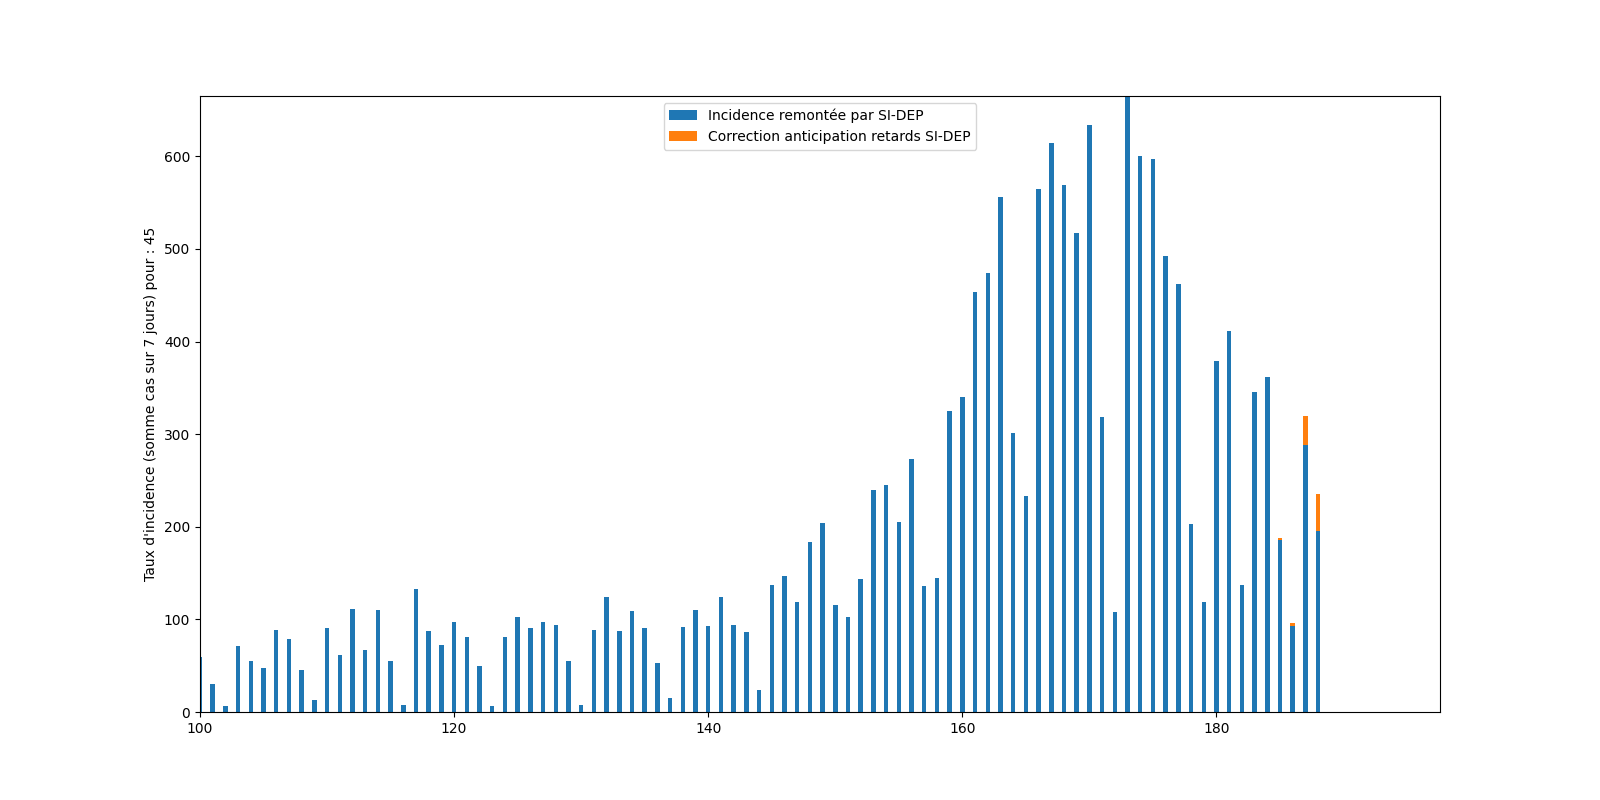 Incidence remontée par SI-DEP
Correction anticipation retards SI-DEP
Taux d'incidence (somme cas sur 7 jours) pour : 45
600
500
400
300
200
100
0
100 120 140 160 180